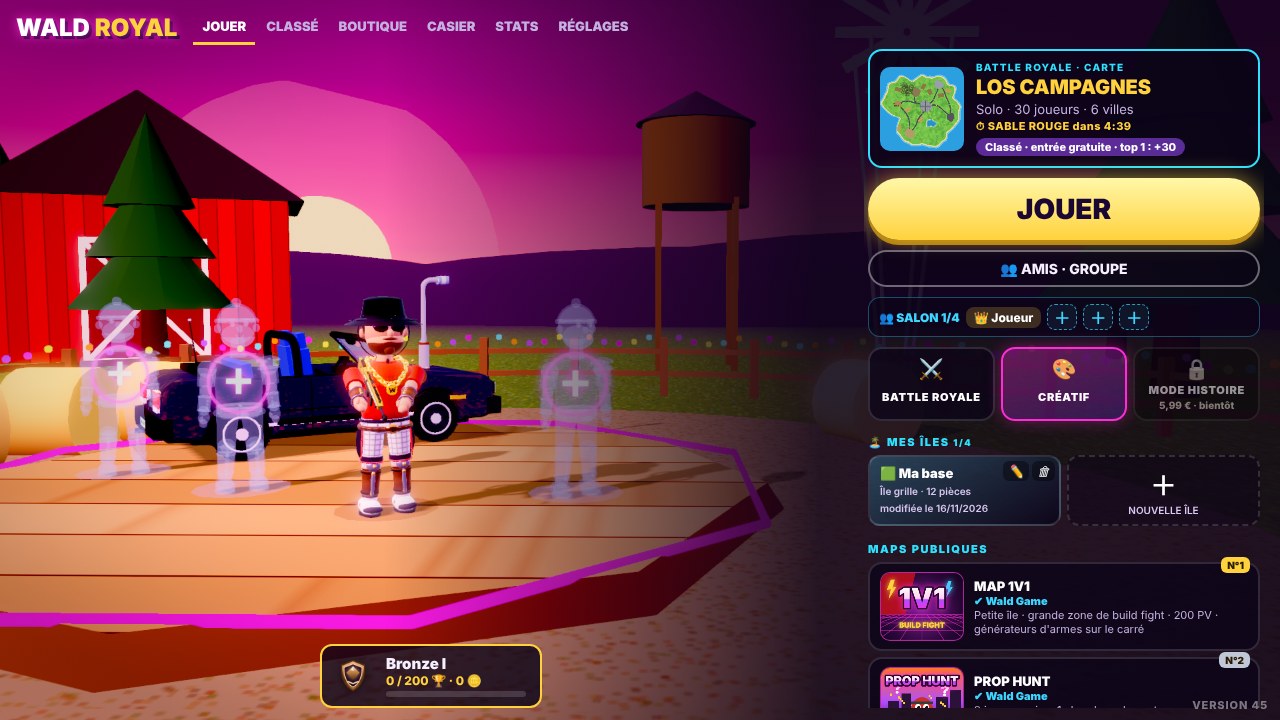 WALD ROYAL
JOUER CLASSÉ BOUTIQUE CASIER STATS RÉGLAGES
BATTLE ROYALE · CARTE
LOS CAMPAGNES
Solo · 30 joueurs · 6 villes
⏱ SABLE ROUGE dans 4:39
Classé · entrée gratuite · top 1 : +30
JOUER
👥 AMIS · GROUPE
👥 SALON 1/4 👑 Joueur + + +
BATTLE ROYALE
CRÉATIF
MODE HISTOIRE
5,99 € · bientôt
MES ÎLES 1/4
Ma base
Île grille · 12 pièces
modifiée le 16/11/2026
+
NOUVELLE ÎLE
MAPS PUBLIQUES
N°1
1V1
BUILD FIGHT
MAP 1V1
✔ Wald Game
Petite île · grande zone de build fight · 200 PV ·
générateurs d'armes sur le carré
N°2
PROP HUNT
PROP HUNT
✔ Wald Game
Bronze I
0 / 200 🏆 · 0
VERSION 45